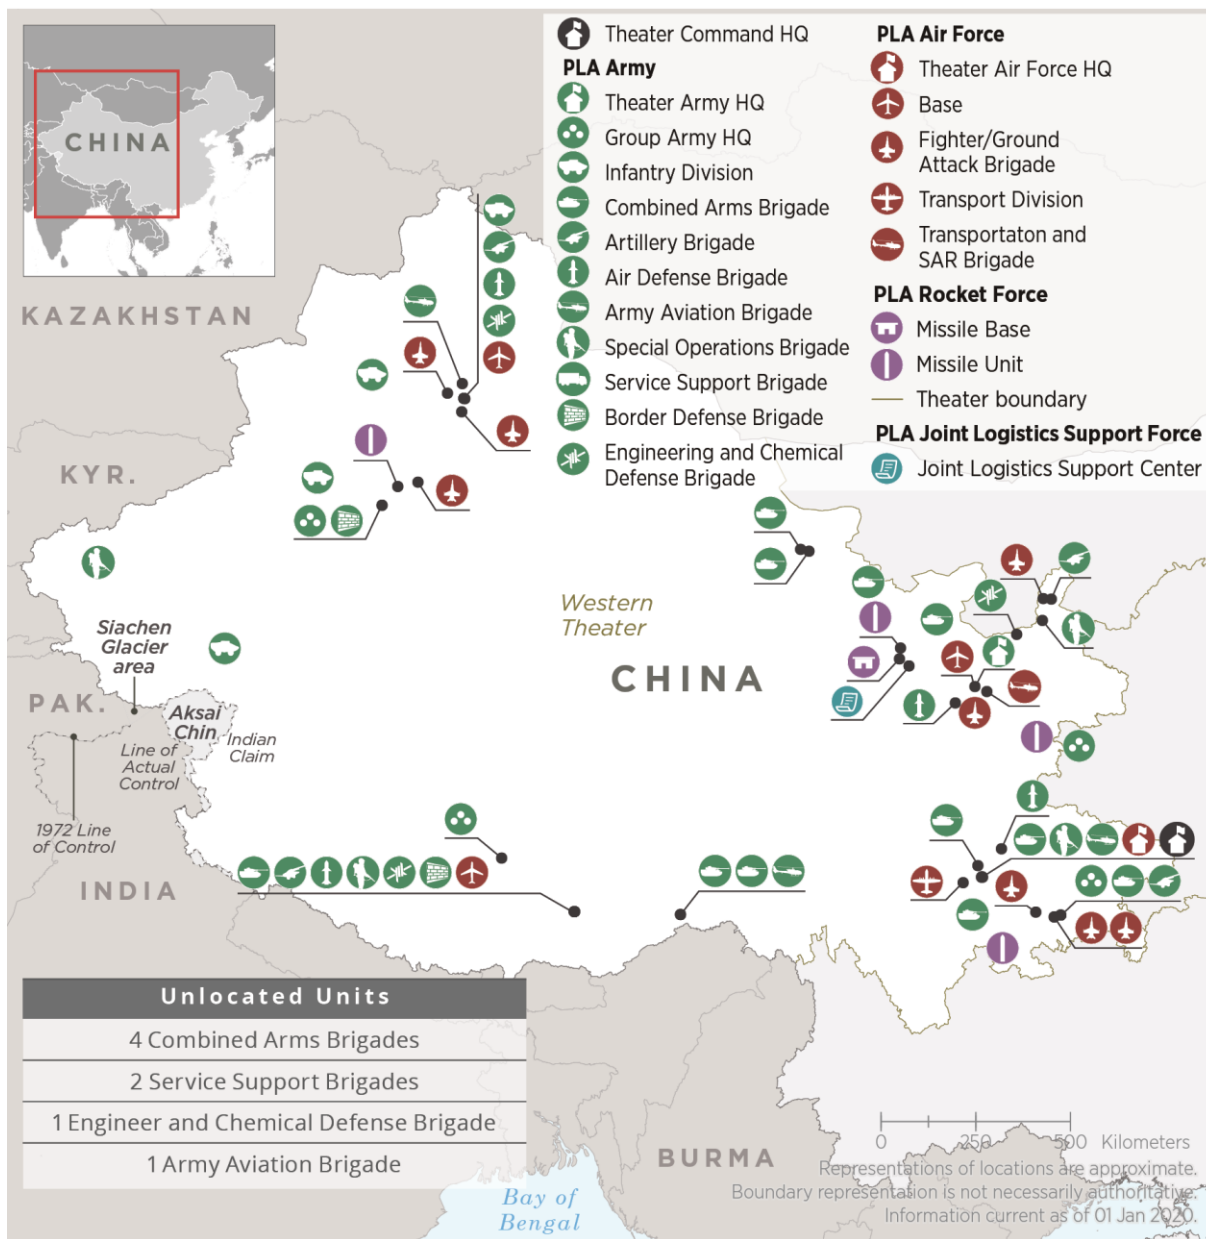 CHINA
Theater Command HQ
PLA Army
Theater Army HQ
Group Army HQ
Infantry Division
Combined Arms Brigade
Artillery Brigade
Air Defense Brigade
Army Aviation Brigade
Special Operations Brigade
Service Support Brigade
Border Defense Brigade
Engineering and Chemical
Defense Brigade
PLA Air Force
Theater Air Force HQ
Base
Fighter/Ground
Attack Brigade
Transport Division
Transportaton and
SAR Brigade
PLA Rocket Force
Missile Base
Missile Unit
Theater boundary
PLA Joint Logistics Support Force
Joint Logistics Support Center
KAZAKHSTAN
KYR.
Siachen
Glacier
area
PAK.
Aksai
Chin
Indian
Claim
Line of
Actual
Control
1972 Line
of Control
INDIA
Western
Theater
CHINA
Unlocated Units
4 Combined Arms Brigades
2 Service Support Brigades
1 Engineer and Chemical Defense Brigade
1 Army Aviation Brigade
BURMA
Bay of
Bengal
0 250 500 Kilometers
Representations of locations are approximate.
Boundary representation is not necessarily authoritative.
Information current as of 01 Jan 2020.